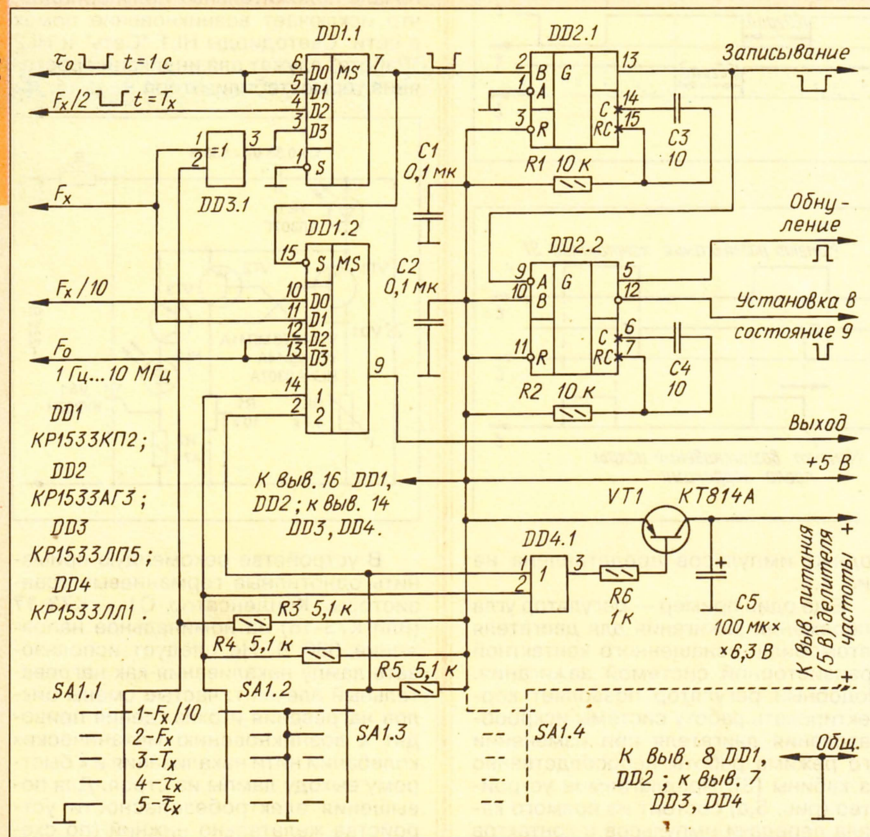 DD1.1
DD2.1
τ₀ t = 1 с
6 D0 MS 7
5 D1
4 D2
3 D3
1 S
Fx/2 t = Tx
1 =1 3
2
DD3.1
Fx
2 B G 13
1 A
3 R
C 14
RC 15
R1 10 к
C3
10
Записывание
C1
0,1 мк
DD1.2
15 S MS
10 D0
11 D1
12 D2
13 D3
14 1
2 2
9
Fx/10
F₀
1 Гц...10 МГц
C2
0,1 мк
DD2.2
9 A G 5
10 B 12
11 R
C 6
RC 7
R2 10 к
C4
10
Обну-
ление
Установка в
состояние 9
Выход
+5 В
DD1
КР1533КП2;
DD2
КР1533АГ3;
DD3
КР1533ЛП5;
DD4
КР1533ЛЛ1
К выв. 16 DD1,
DD2; к выв. 14
DD3, DD4.
VT1 КТ814А
DD4.1
1 1 3
2
R6
1 к
+
C5
100 мк×
×6,3 В
К выв. питания +
(5 В) делителя
частоты
R3 5,1 к
R4 5,1 к
R5 5,1 к
SA1.1
SA1.2
SA1.3
SA1.4
1-Fx/10
2-Fx
3-T̄x
4-τx
5-τ̄x
К выв. 8 DD1,
DD2; к выв. 7
DD3, DD4
Общ.